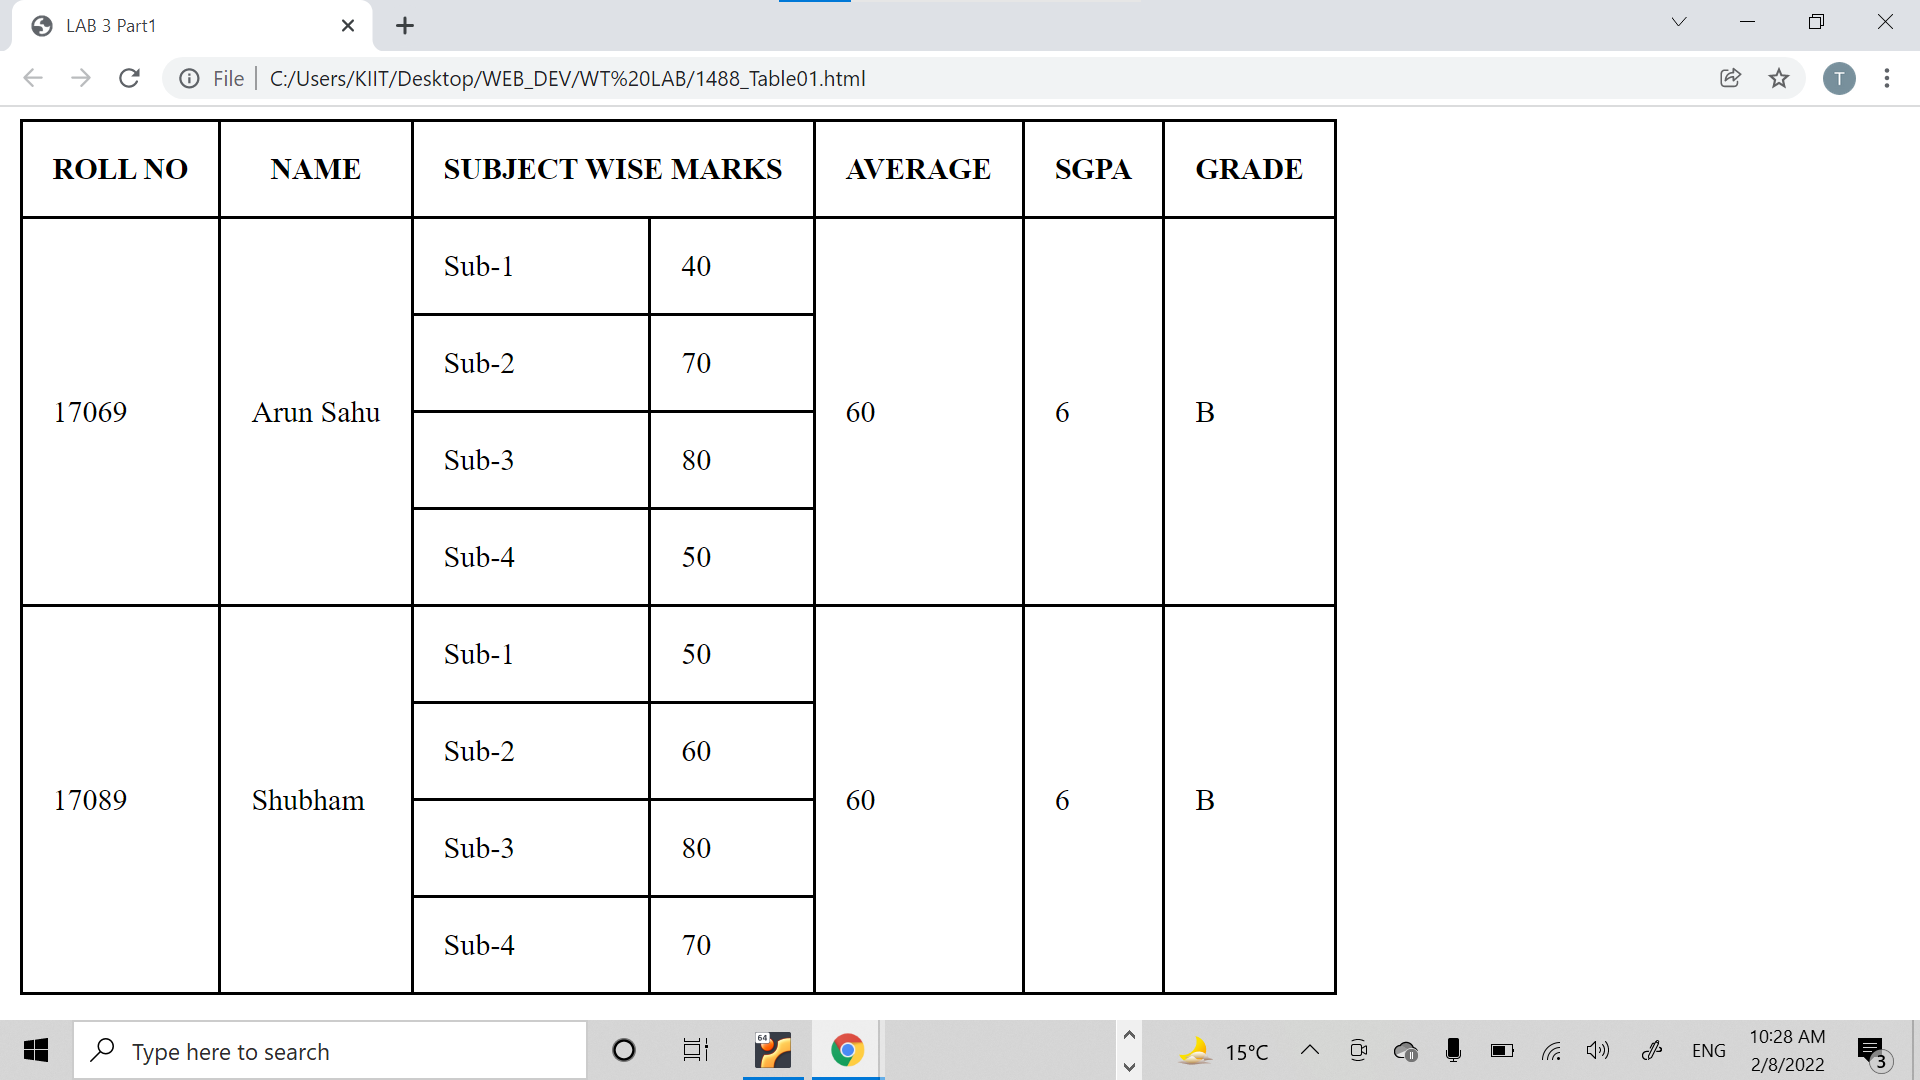 LAB 3 Part1
File
C:/Users/KIIT/Desktop/WEB_DEV/WT%20LAB/1488_Table01.html
T
ROLL NO NAME SUBJECT WISE MARKS AVERAGE SGPA GRADE
17069 Arun Sahu Sub-1 40 60 6 B
Sub-2 70
Sub-3 80
Sub-4 50
17089 Shubham Sub-1 50 60 6 B
Sub-2 60
Sub-3 80
Sub-4 70
Type here to search
64
15°C
ENG
10:28 AM
2/8/2022
3